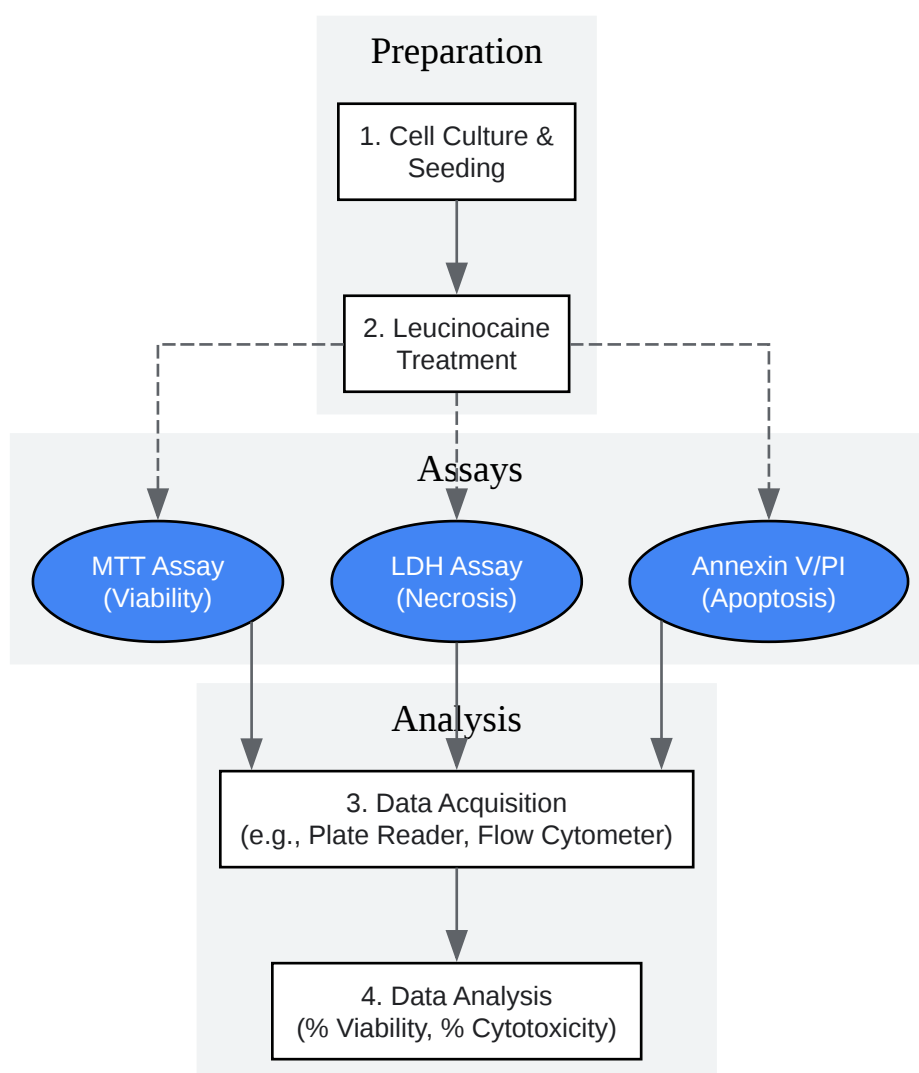 Preparation
1. Cell Culture &
Seeding
2. Leucinocaine
Treatment
Assays
MTT Assay
(Viability)
LDH Assay
(Necrosis)
Annexin V/PI
(Apoptosis)
Analysis
3. Data Acquisition
(e.g., Plate Reader, Flow Cytometer)
4. Data Analysis
(% Viability, % Cytotoxicity)